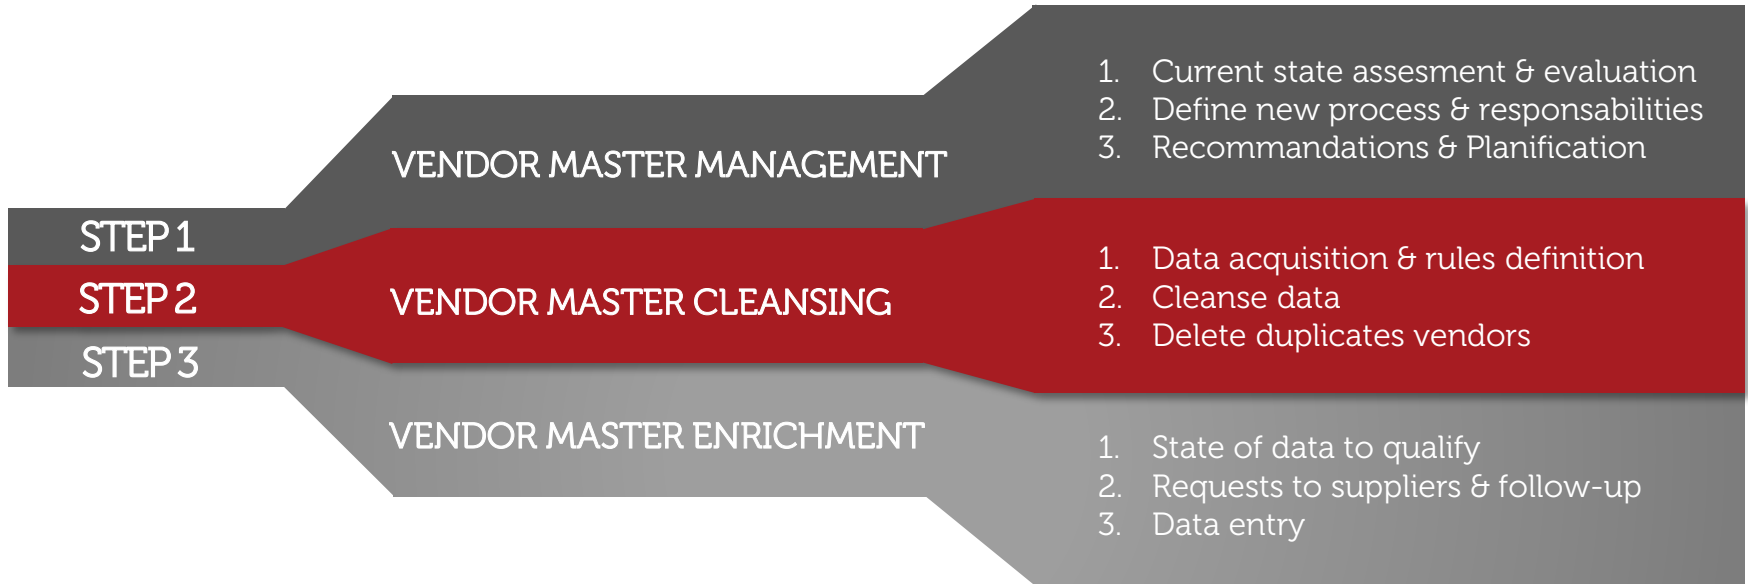 STEP 1
VENDOR MASTER MANAGEMENT
1. Current state assesment & evaluation
2. Define new process & responsabilities
3. Recommandations & Planification
STEP 2
VENDOR MASTER CLEANSING
1. Data acquisition & rules definition
2. Cleanse data
3. Delete duplicates vendors
STEP 3
VENDOR MASTER ENRICHMENT
1. State of data to qualify
2. Requests to suppliers & follow-up
3. Data entry